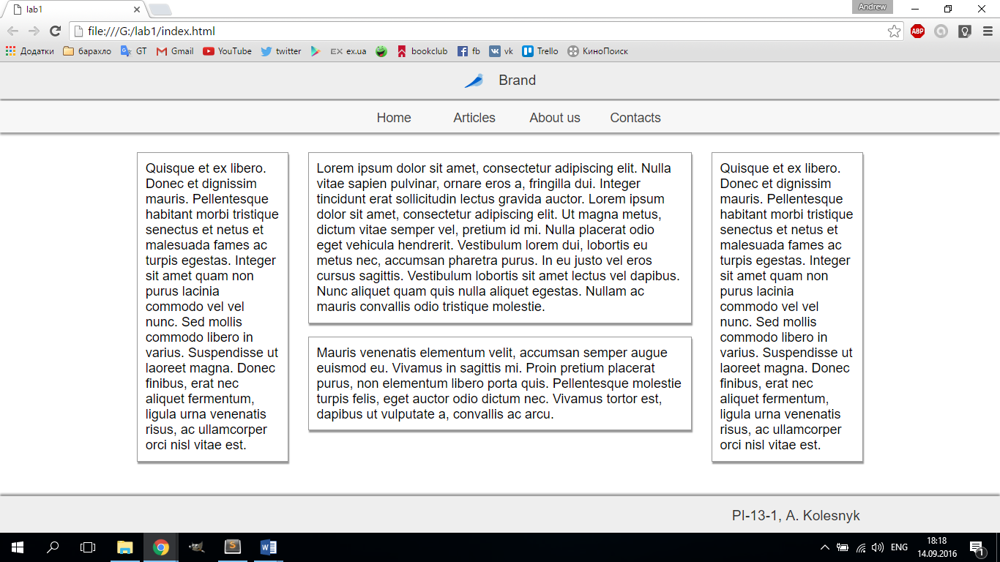 lab1
Andrew
file:///G:/lab1/index.html
ABP
Додатки барахло GT Gmail YouTube twitter EX ex.ua bookclub fb vk Trello КиноПоиск
Brand
Home Articles About us Contacts
Quisque et ex libero.
Donec et dignissim
mauris. Pellentesque
habitant morbi tristique
senectus et netus et
malesuada fames ac
turpis egestas. Integer
sit amet quam non
purus lacinia
commodo vel vel
nunc. Sed mollis
commodo libero in
varius. Suspendisse ut
laoreet magna. Donec
finibus, erat nec
aliquet fermentum,
ligula urna venenatis
risus, ac ullamcorper
orci nisl vitae est.
Lorem ipsum dolor sit amet, consectetur adipiscing elit. Nulla
vitae sapien pulvinar, ornare eros a, fringilla dui. Integer
tincidunt erat sollicitudin lectus gravida auctor. Lorem ipsum
dolor sit amet, consectetur adipiscing elit. Ut magna metus,
dictum vitae semper vel, pretium id mi. Nulla placerat odio
eget vehicula hendrerit. Vestibulum lorem dui, lobortis eu
metus nec, accumsan pharetra purus. In eu justo vel eros
cursus sagittis. Vestibulum lobortis sit amet lectus vel dapibus.
Nunc aliquet quam quis nulla aliquet egestas. Nullam ac
mauris convallis odio tristique molestie.
Mauris venenatis elementum velit, accumsan semper augue
euismod eu. Vivamus in sagittis mi. Proin pretium placerat
purus, non elementum libero porta quis. Pellentesque molestie
turpis felis, eget auctor odio dictum nec. Vivamus tortor est,
dapibus ut vulputate a, convallis ac arcu.
Quisque et ex libero.
Donec et dignissim
mauris. Pellentesque
habitant morbi tristique
senectus et netus et
malesuada fames ac
turpis egestas. Integer
sit amet quam non
purus lacinia
commodo vel vel
nunc. Sed mollis
commodo libero in
varius. Suspendisse ut
laoreet magna. Donec
finibus, erat nec
aliquet fermentum,
ligula urna venenatis
risus, ac ullamcorper
orci nisl vitae est.
PI-13-1, A. Kolesnyk
ENG
18:18
14.09.2016
1